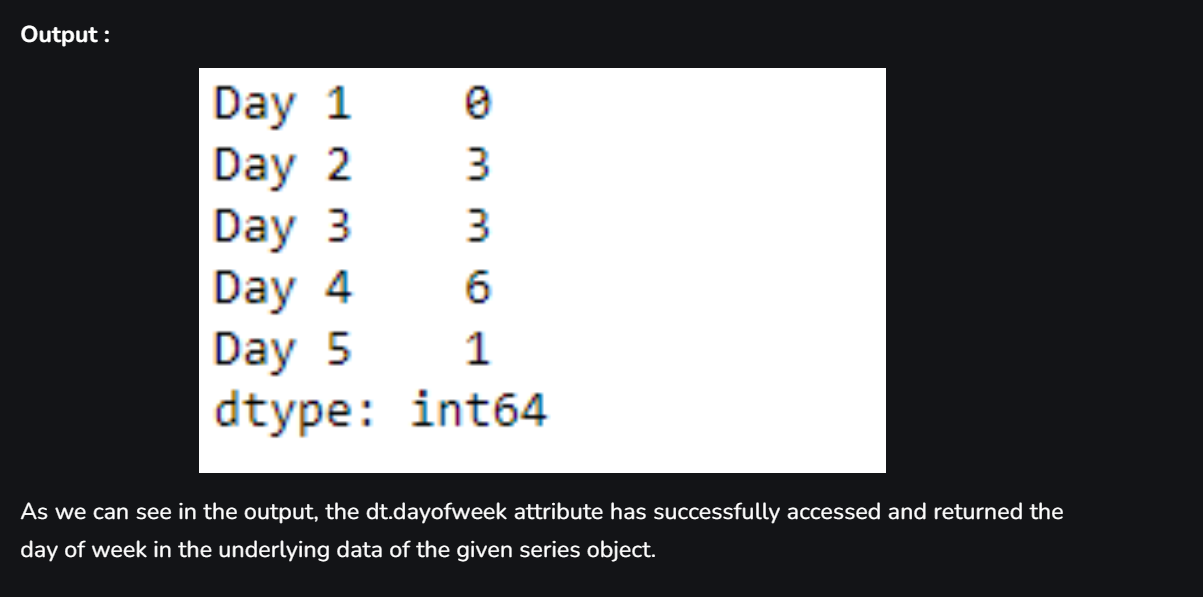 Output :
Day 1    0
Day 2    3
Day 3    3
Day 4    6
Day 5    1
dtype: int64
As we can see in the output, the dt.dayofweek attribute has successfully accessed and returned the
day of week in the underlying data of the given series object.